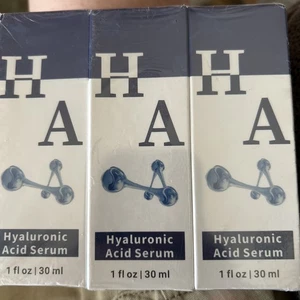 H
A
Hyaluronic
Acid Serum
1 fl oz | 30 ml
H
A
Hyaluronic
Acid Serum
1 fl oz | 30 ml
H
A
Hyaluronic
Acid Serum
1 fl oz | 30 ml